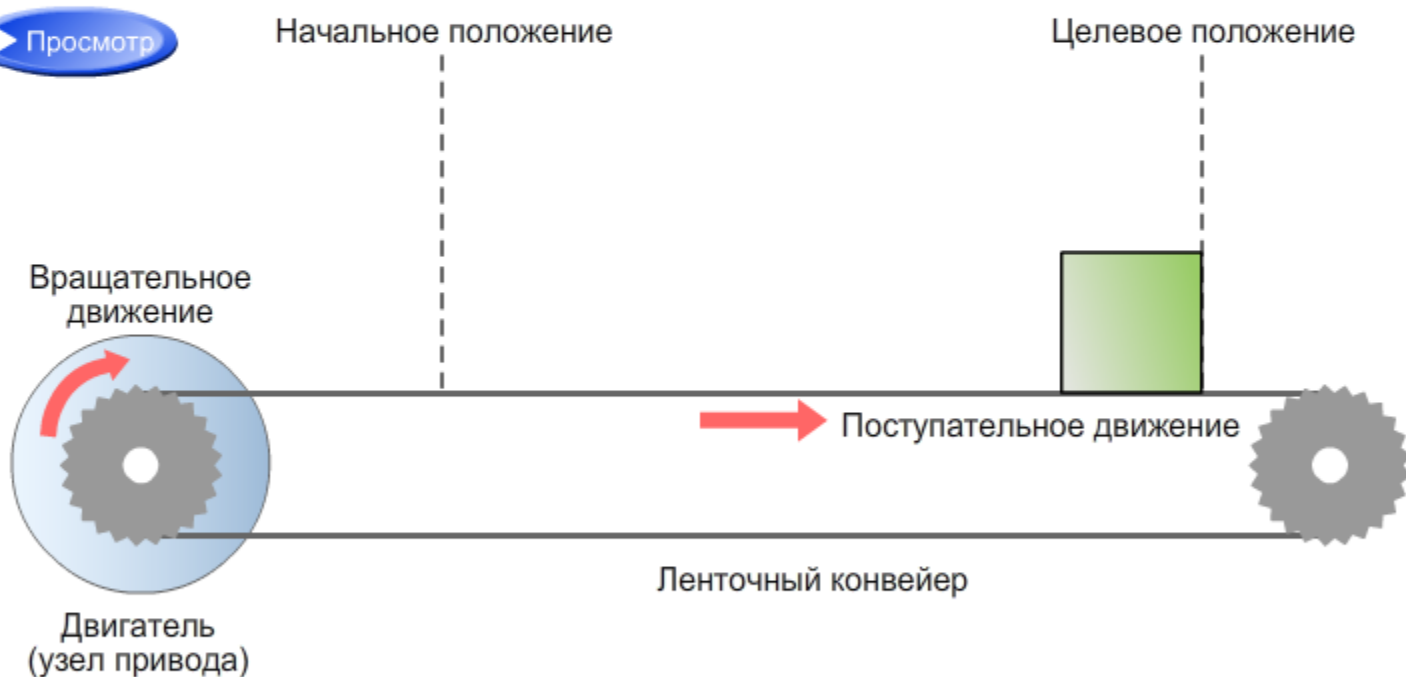 Просмотр
Начальное положение
Целевое положение
Вращательное
движение
Поступательное движение
Ленточный конвейер
Двигатель
(узел привода)